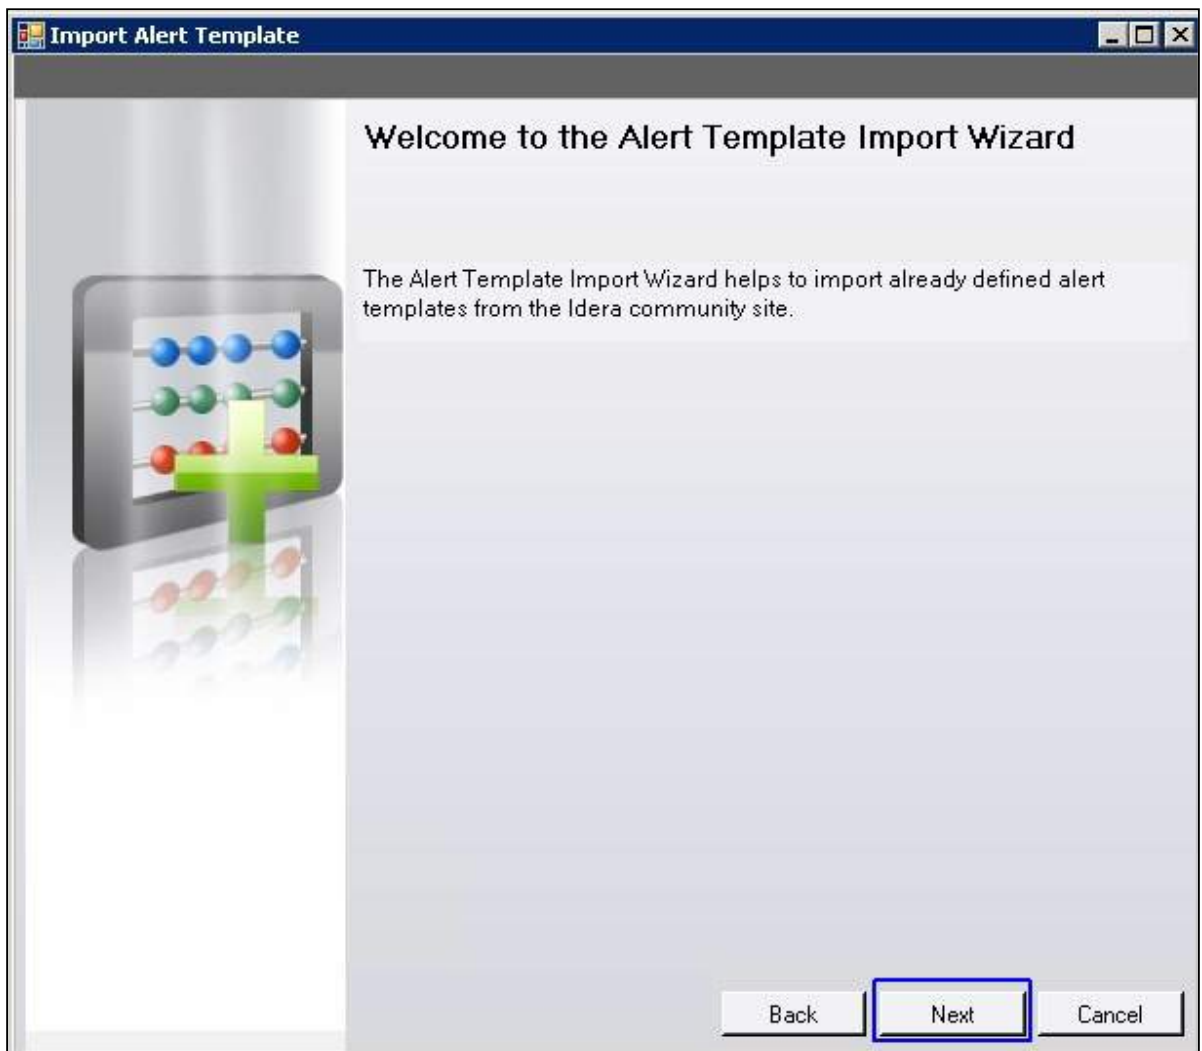 Import Alert Template
Welcome to the Alert Template Import Wizard
The Alert Template Import Wizard helps to import already defined alert
templates from the Idera community site.
Back
Next
Cancel